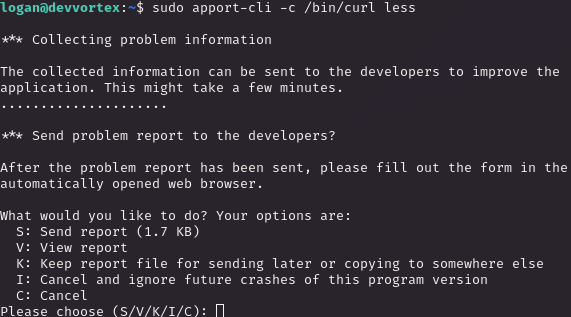 logan@devvortex:~$ sudo apport-cli -c /bin/curl less
*** Collecting problem information
The collected information can be sent to the developers to improve the
application. This might take a few minutes.
.....................
*** Send problem report to the developers?
After the problem report has been sent, please fill out the form in the
automatically opened web browser.
What would you like to do? Your options are:
  S: Send report (1.7 KB)
  V: View report
  K: Keep report file for sending later or copying to somewhere else
  I: Cancel and ignore future crashes of this program version
  C: Cancel
Please choose (S/V/K/I/C):